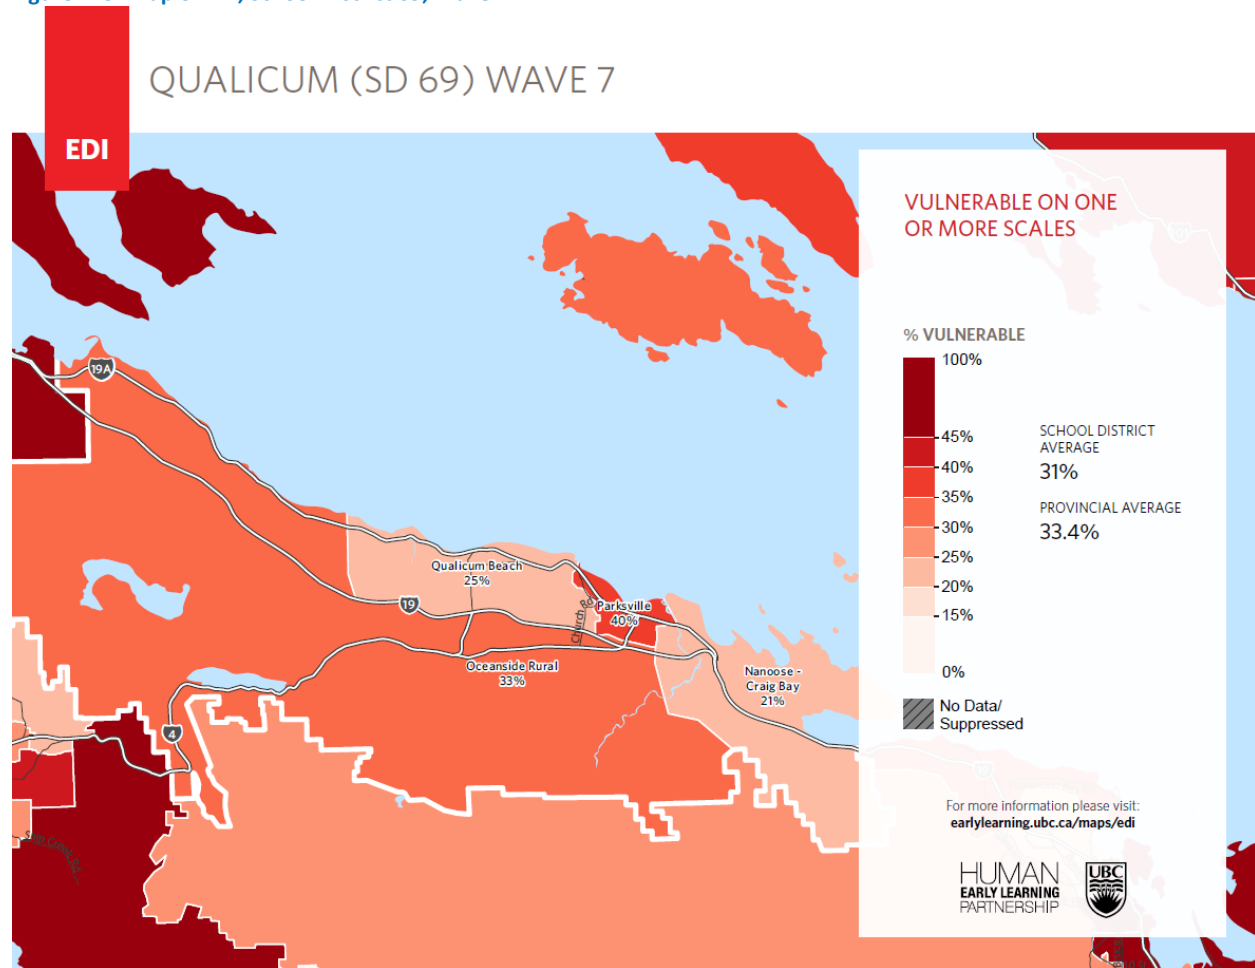 QUALICUM (SD 69) WAVE 7
EDI
VULNERABLE ON ONE
OR MORE SCALES
% VULNERABLE
100%
45%
40%
35%
30%
25%
20%
15%
0%
No Data/
Suppressed
SCHOOL DISTRICT
AVERAGE
31%
PROVINCIAL AVERAGE
33.4%
19A
Qualicum Beach
25%
19
Church Rd
Parksville
40%
Oceanside Rural
33%
Nanoose -
Craig Bay
21%
4
For more information please visit:
earlylearning.ubc.ca/maps/edi
HUMAN
EARLY LEARNING
PARTNERSHIP
UBC